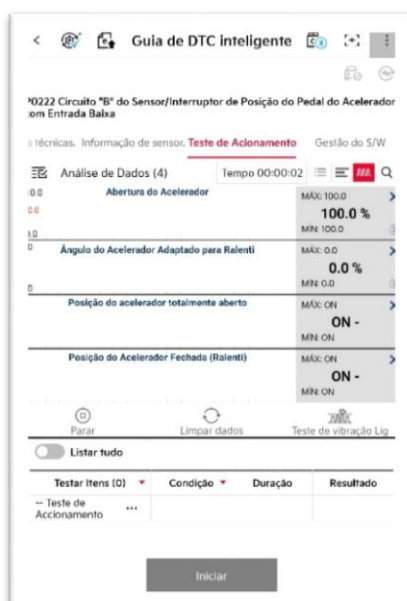 Guia de DTC inteligente
P0222 Circuito "B" do Sensor/Interruptor de Posição do Pedal do Acelerador
com Entrada Baixa
s técnicas. Informação de sensor. Teste de Acionamento Gestão do S/W
Análise de Dados (4) Tempo 00:00:02
Abertura do Acelerador MÁX: 100.0
100.0 %
MÍN: 100.0
Ângulo do Acelerador Adaptado para Ralenti MÁX: 0.0
0.0 %
MÍN: 0.0
Posição do acelerador totalmente aberto MÁX: ON
ON -
MÍN: ON
Posição do Acelerador Fechada (Ralenti) MÁX: ON
ON -
MÍN: ON
Parar Limpar dados Teste de vibração Lig
Listar tudo
Testar Itens (0) Condição Duração Resultado
-- Teste de
Accionamento ...
Iniciar